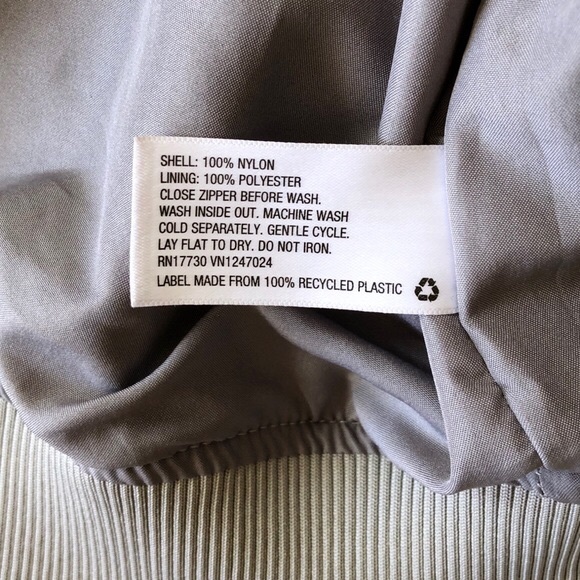 SHELL: 100% NYLON
LINING: 100% POLYESTER
CLOSE ZIPPER BEFORE WASH.
WASH INSIDE OUT. MACHINE WASH
COLD SEPARATELY. GENTLE CYCLE.
LAY FLAT TO DRY. DO NOT IRON.
RN17730 VN1247024
LABEL MADE FROM 100% RECYCLED PLASTIC